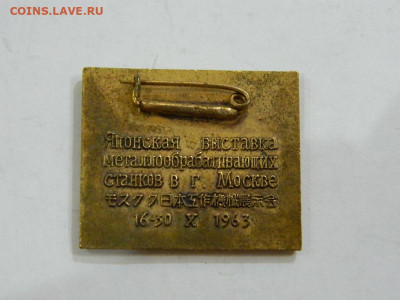 COINS.LAVE.RU
Японская выставка
металлообрабатывающих
станков в г. Москве
モスクワ日本工作機械展示会
16-30 X 1963